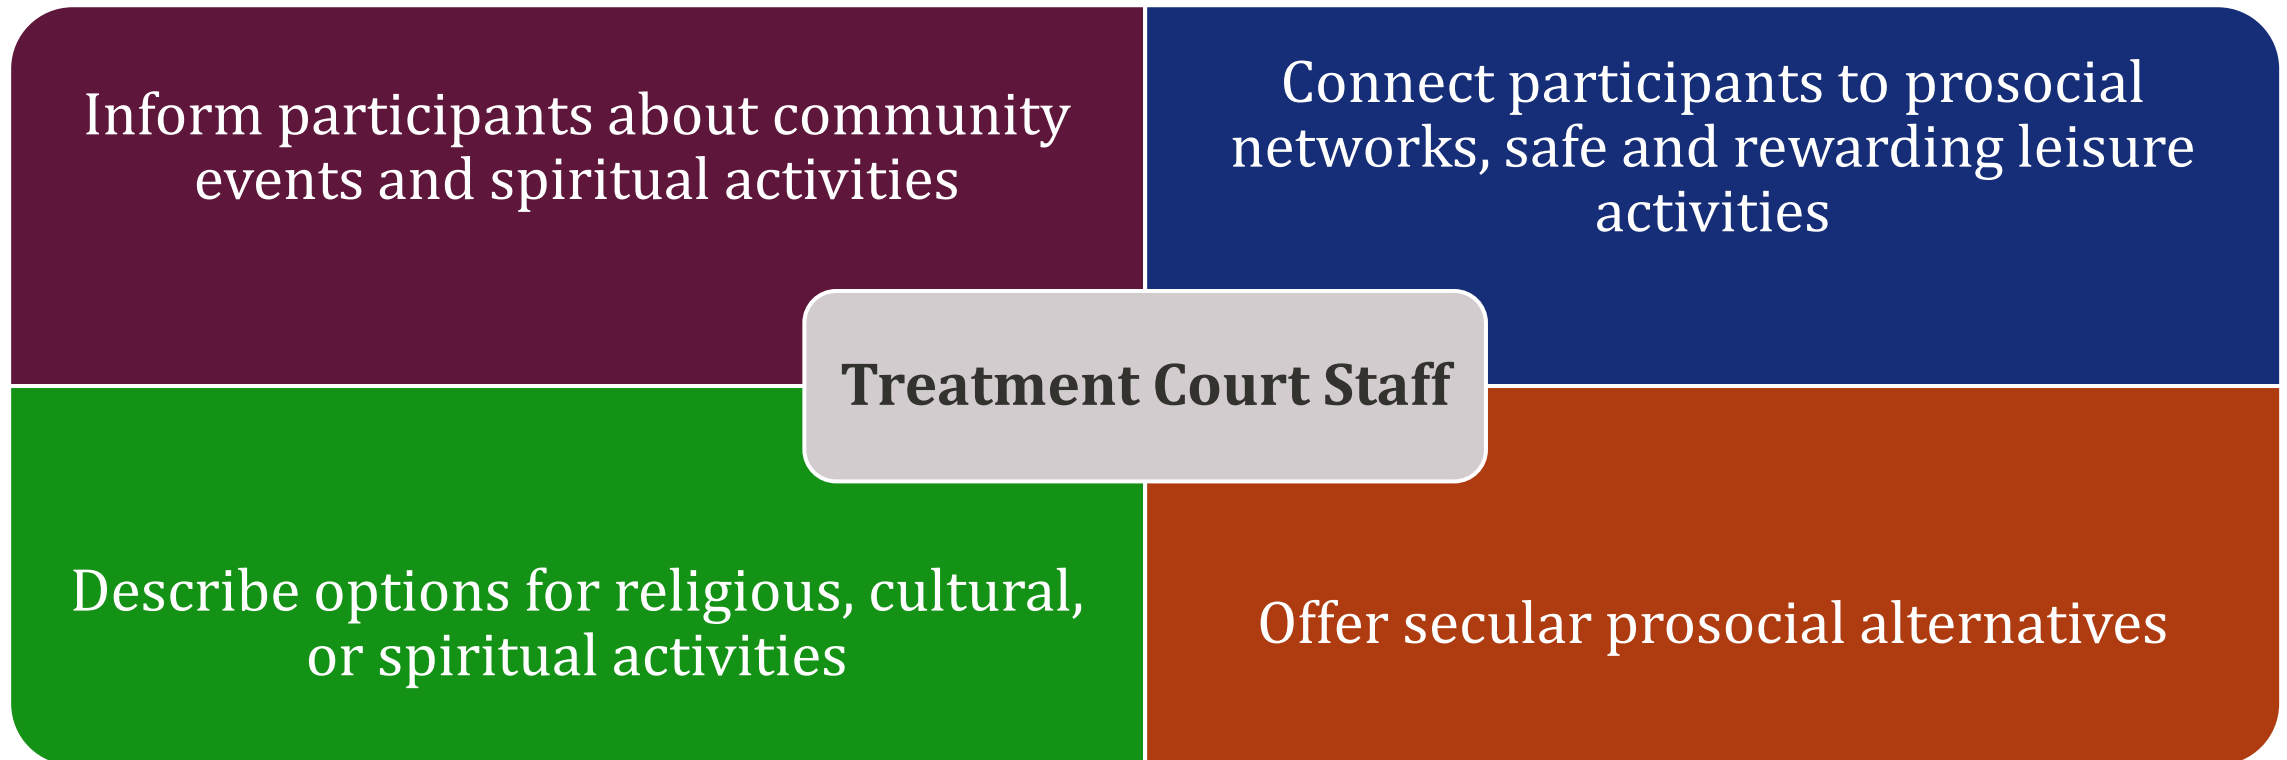 Inform participants about community
events and spiritual activities
Connect participants to prosocial
networks, safe and rewarding leisure
activities
Treatment Court Staff
Describe options for religious, cultural,
or spiritual activities
Offer secular prosocial alternatives